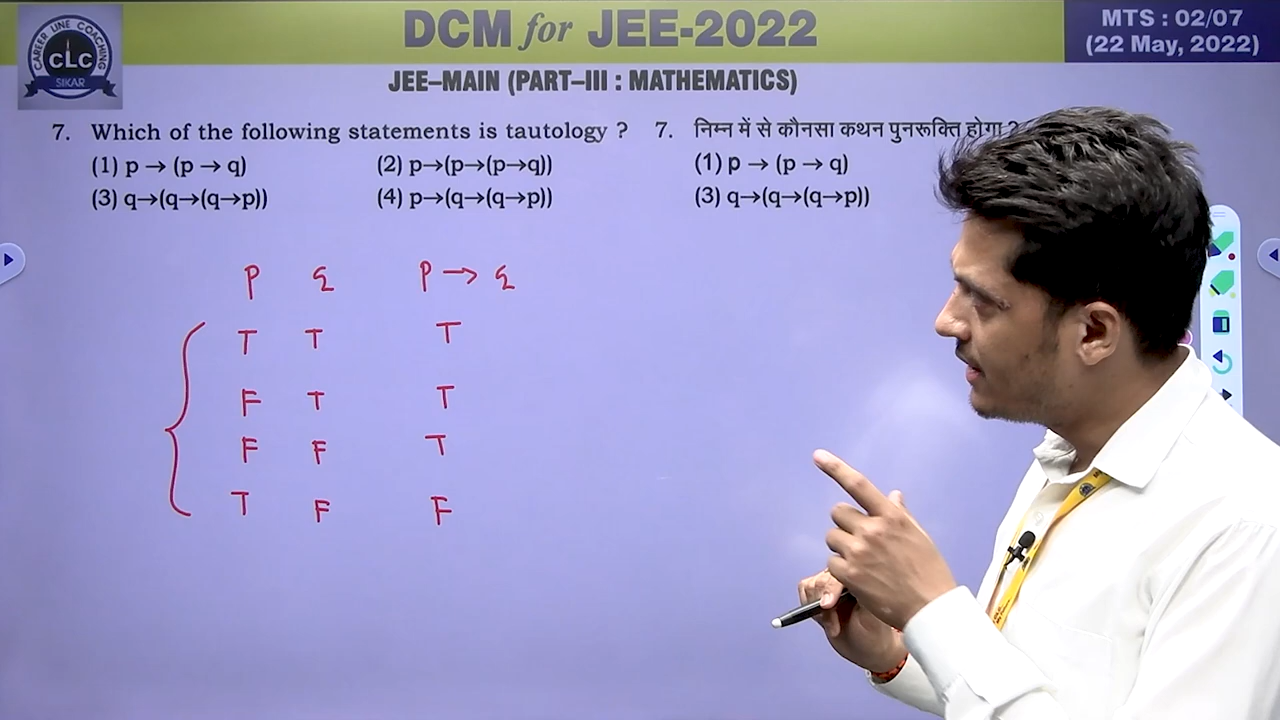 DCM for JEE-2022
MTS : 02/07
(22 May, 2022)
CAREER LINE COACHING
CLC
SIKAR
JEE–MAIN (PART–III : MATHEMATICS)
7. Which of the following statements is tautology ?
(1) p → (p → q) (2) p→(p→(p→q))
(3) q→(q→(q→p)) (4) p→(q→(q→p))
7. निम्न में से कौनसा कथन पुनरूक्ति होगा ?
(1) p → (p → q)
(3) q→(q→(q→p))
P q P → q
T T T
F T T
F F T
T F F